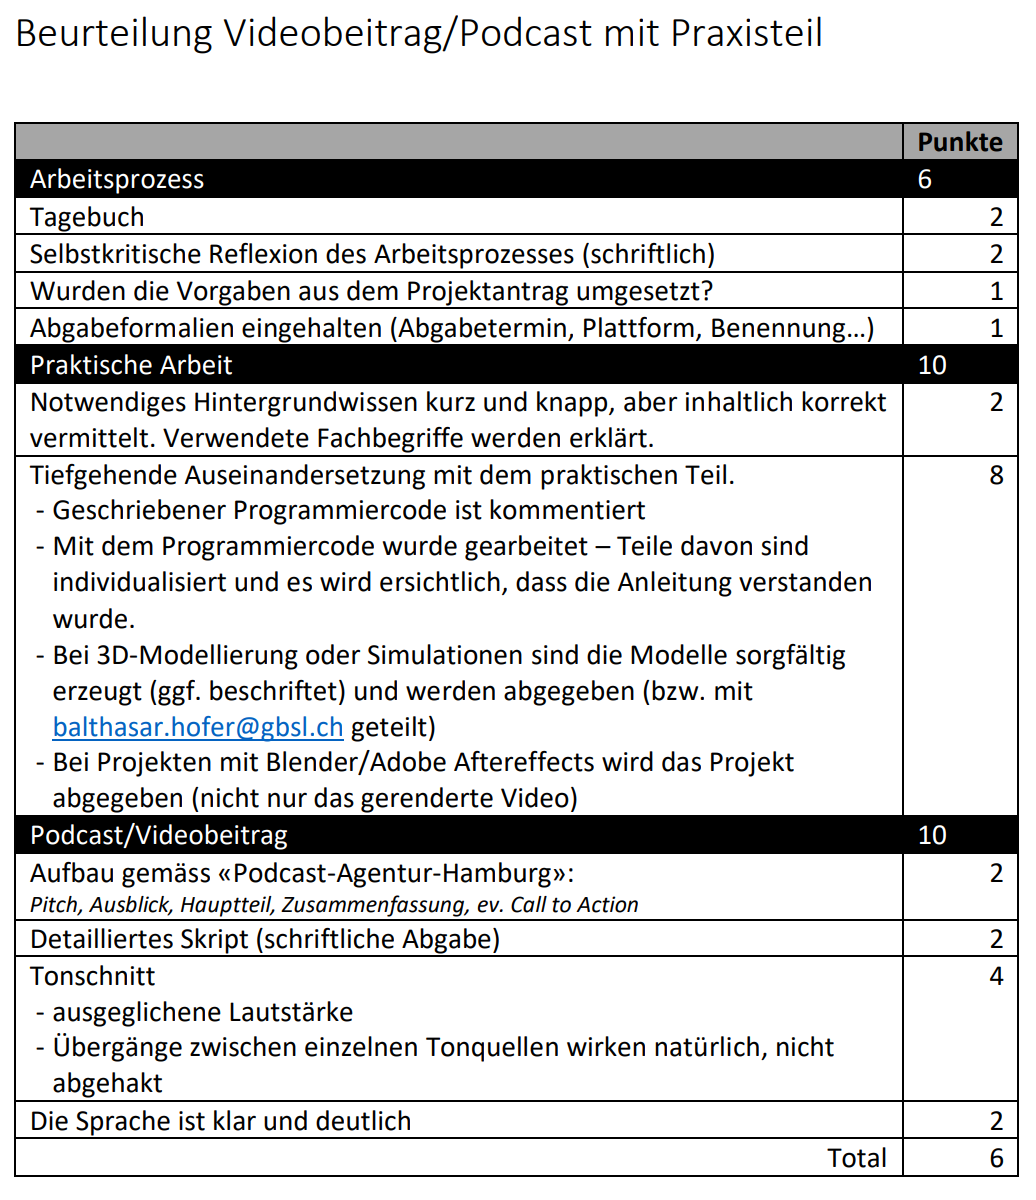 Beurteilung Videobeitrag/Podcast mit Praxisteil
Punkte
Arbeitsprozess 6
Tagebuch 2
Selbstkritische Reflexion des Arbeitsprozesses (schriftlich) 2
Wurden die Vorgaben aus dem Projektantrag umgesetzt? 1
Abgabeformalien eingehalten (Abgabetermin, Plattform, Benennung…) 1
Praktische Arbeit 10
Notwendiges Hintergrundwissen kurz und knapp, aber inhaltlich korrekt 2
vermittelt. Verwendete Fachbegriffe werden erklärt.
Tiefgehende Auseinandersetzung mit dem praktischen Teil. 8
- Geschriebener Programmiercode ist kommentiert
- Mit dem Programmiercode wurde gearbeitet – Teile davon sind
individualisiert und es wird ersichtlich, dass die Anleitung verstanden
wurde.
- Bei 3D-Modellierung oder Simulationen sind die Modelle sorgfältig
erzeugt (ggf. beschriftet) und werden abgegeben (bzw. mit
balthasar.hofer@gbsl.ch geteilt)
- Bei Projekten mit Blender/Adobe Aftereffects wird das Projekt
abgegeben (nicht nur das gerenderte Video)
Podcast/Videobeitrag 10
Aufbau gemäss «Podcast-Agentur-Hamburg»: 2
Pitch, Ausblick, Hauptteil, Zusammenfassung, ev. Call to Action
Detailliertes Skript (schriftliche Abgabe) 2
Tonschnitt 4
- ausgeglichene Lautstärke
- Übergänge zwischen einzelnen Tonquellen wirken natürlich, nicht
abgehakt
Die Sprache ist klar und deutlich 2
Total 6